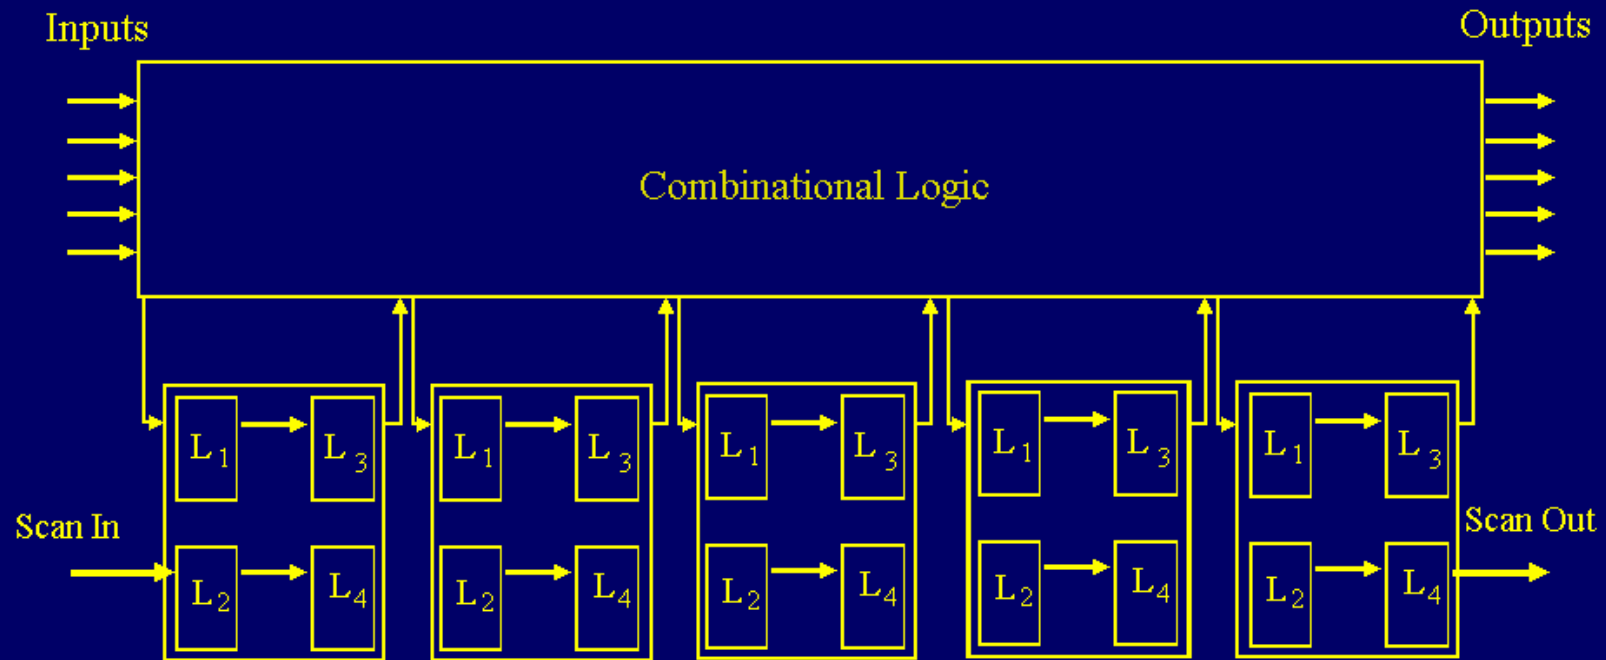 Inputs
Outputs
Combinational Logic
L1 L3 L1 L3 L1 L3 L1 L3 L1 L3
Scan In
Scan Out
L2 L4 L2 L4 L2 L4 L2 L4 L2 L4